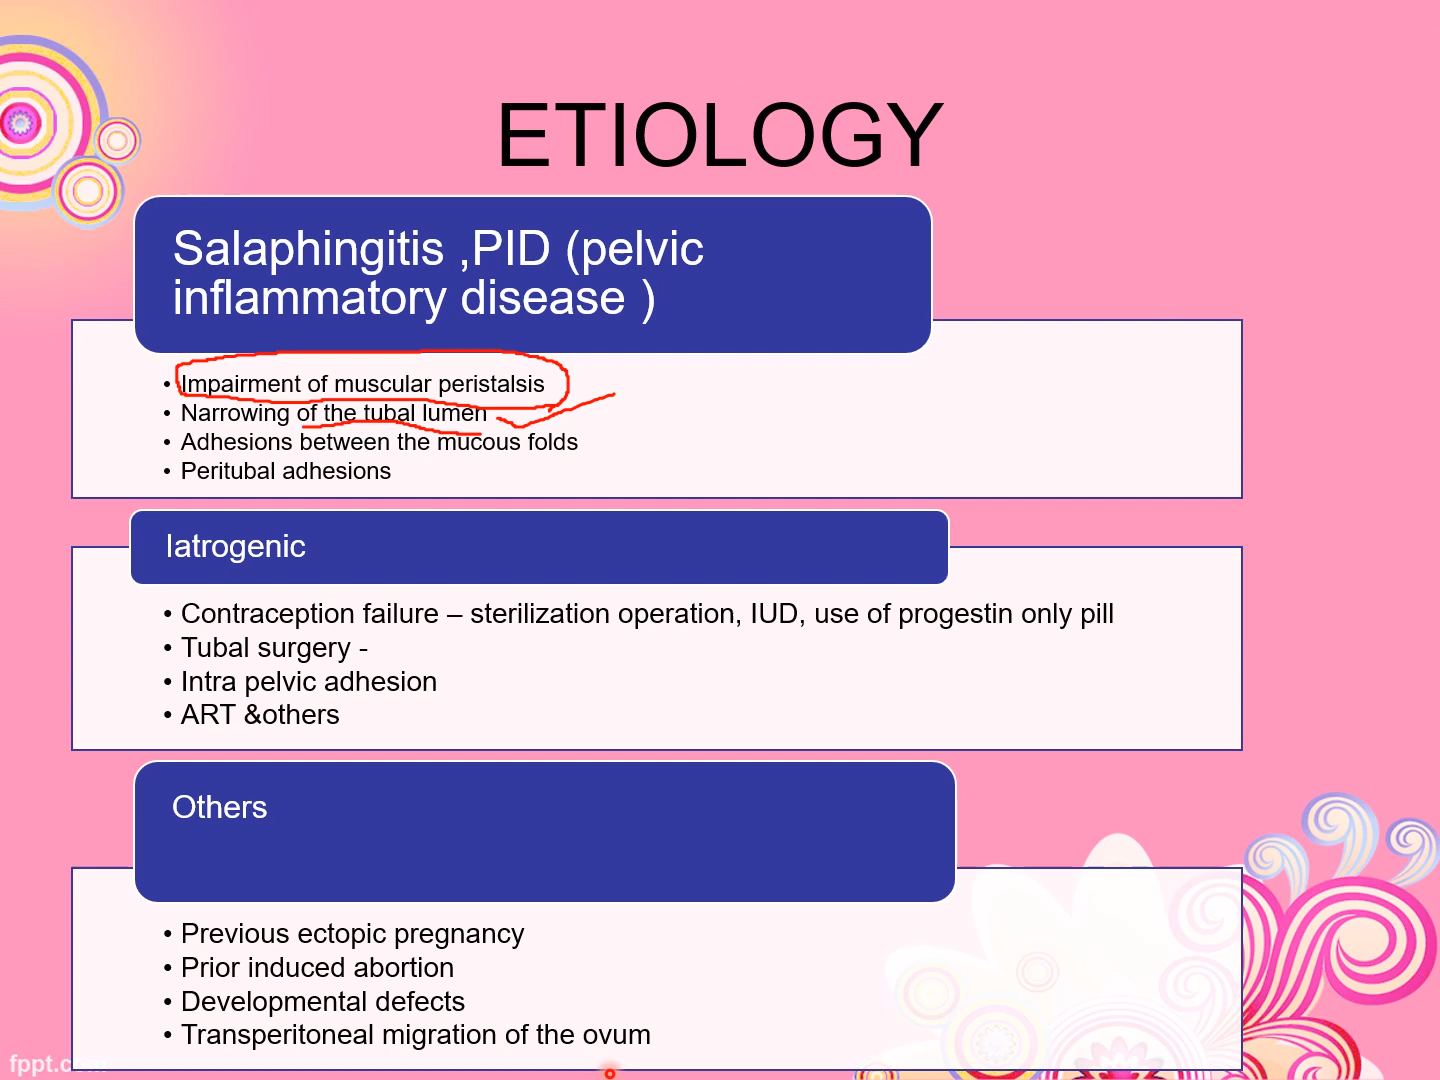 ETIOLOGY
Salaphingitis ,PID (pelvic
inflammatory disease )
• Impairment of muscular peristalsis
• Narrowing of the tubal lumen
• Adhesions between the mucous folds
• Peritubal adhesions
Iatrogenic
• Contraception failure – sterilization operation, IUD, use of progestin only pill
• Tubal surgery -
• Intra pelvic adhesion
• ART &others
Others
• Previous ectopic pregnancy
• Prior induced abortion
• Developmental defects
• Transperitoneal migration of the ovum
fppt.com